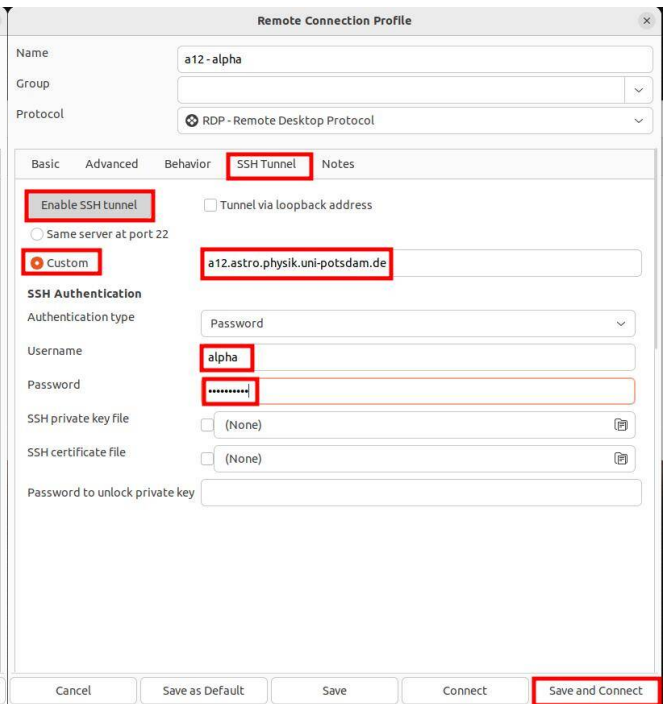 Remote Connection Profile
Name
a12 - alpha
Group
Protocol
RDP - Remote Desktop Protocol
Basic Advanced Behavior SSH Tunnel Notes
Enable SSH tunnel Tunnel via loopback address
Same server at port 22
Custom a12.astro.physik.uni-potsdam.de
SSH Authentication
Authentication type Password
Username alpha
Password ••••••••••
SSH private key file (None)
SSH certificate file (None)
Password to unlock private key
Cancel Save as Default Save Connect Save and Connect